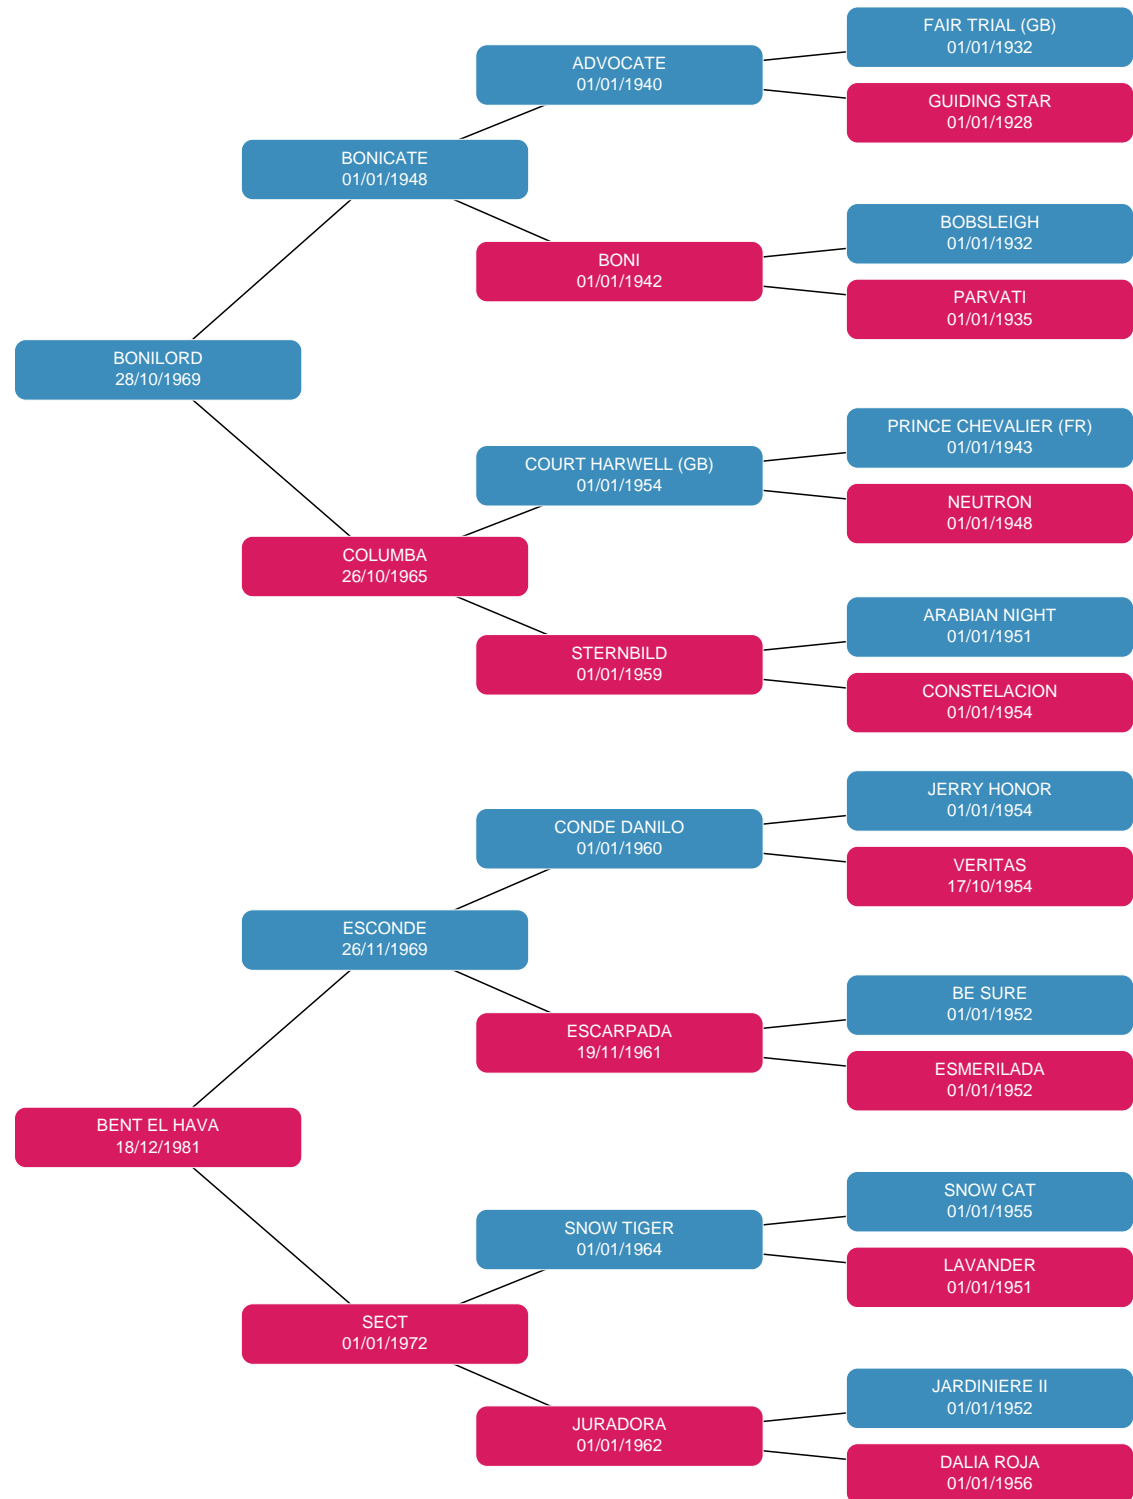 FAIR TRIAL (GB)
01/01/1932
ADVOCATE
01/01/1940
GUIDING STAR
01/01/1928
BONICATE
01/01/1948
BOBSLEIGH
01/01/1932
BONI
01/01/1942
PARVATI
01/01/1935
BONILORD
28/10/1969
PRINCE CHEVALIER (FR)
01/01/1943
COURT HARWELL (GB)
01/01/1954
NEUTRON
01/01/1948
COLUMBA
26/10/1965
ARABIAN NIGHT
01/01/1951
STERNBILD
01/01/1959
CONSTELACION
01/01/1954
JERRY HONOR
01/01/1954
CONDE DANILO
01/01/1960
VERITAS
17/10/1954
ESCONDE
26/11/1969
BE SURE
01/01/1952
ESCARPADA
19/11/1961
ESMERILADA
01/01/1952
BENT EL HAVA
18/12/1981
SNOW CAT
01/01/1955
SNOW TIGER
01/01/1964
LAVANDER
01/01/1951
SECT
01/01/1972
JARDINIERE II
01/01/1952
JURADORA
01/01/1962
DALIA ROJA
01/01/1956